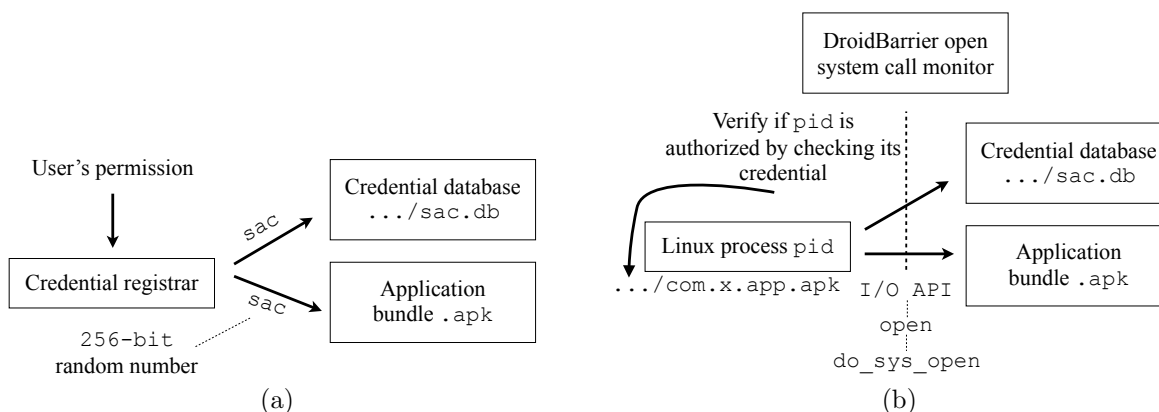 User's permission
Credential registrar
256-bit
random number
sac
sac
Credential database
.../sac.db
Application
bundle .apk
(a)
DroidBarrier open
system call monitor
Verify if pid is
authorized by checking its
credential
Linux process pid
.../com.x.app.apk
Credential database
.../sac.db
Application
bundle .apk
I/O API
open
do_sys_open
(b)